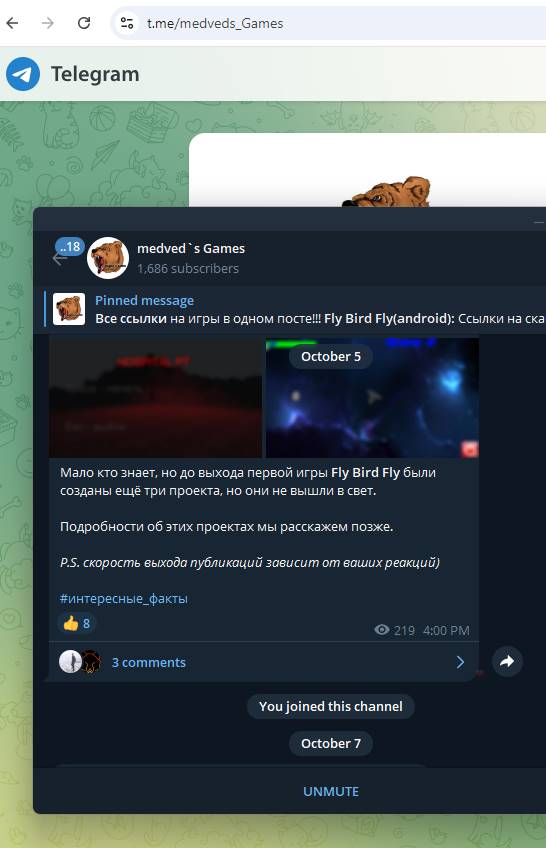 t.me/medveds_Games
Telegram
..18
medved`s Games
1,686 subscribers
Pinned message
Все ссылки на игры в одном посте!!! Fly Bird Fly(android): Ссылки на ска
October 5
Мало кто знает, но до выхода первой игры Fly Bird Fly были
созданы ещё три проекта, но они не вышли в свет.
Подробности об этих проектах мы расскажем позже.
P.S. скорость выхода публикаций зависит от ваших реакций)
#интересные_факты
8
219 4:00 PM
3 comments
You joined this channel
October 7
UNMUTE